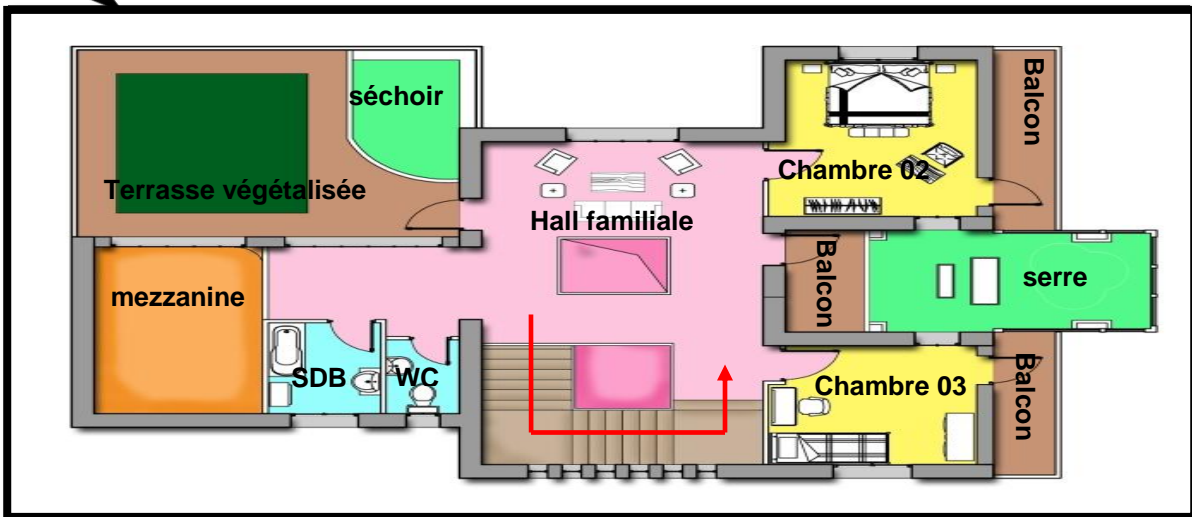 séchoir
Balcon
Chambre 02
Terrasse végétalisée
Hall familiale
Balcon
serre
mezzanine
SDB
WC
Chambre 03
Balcon